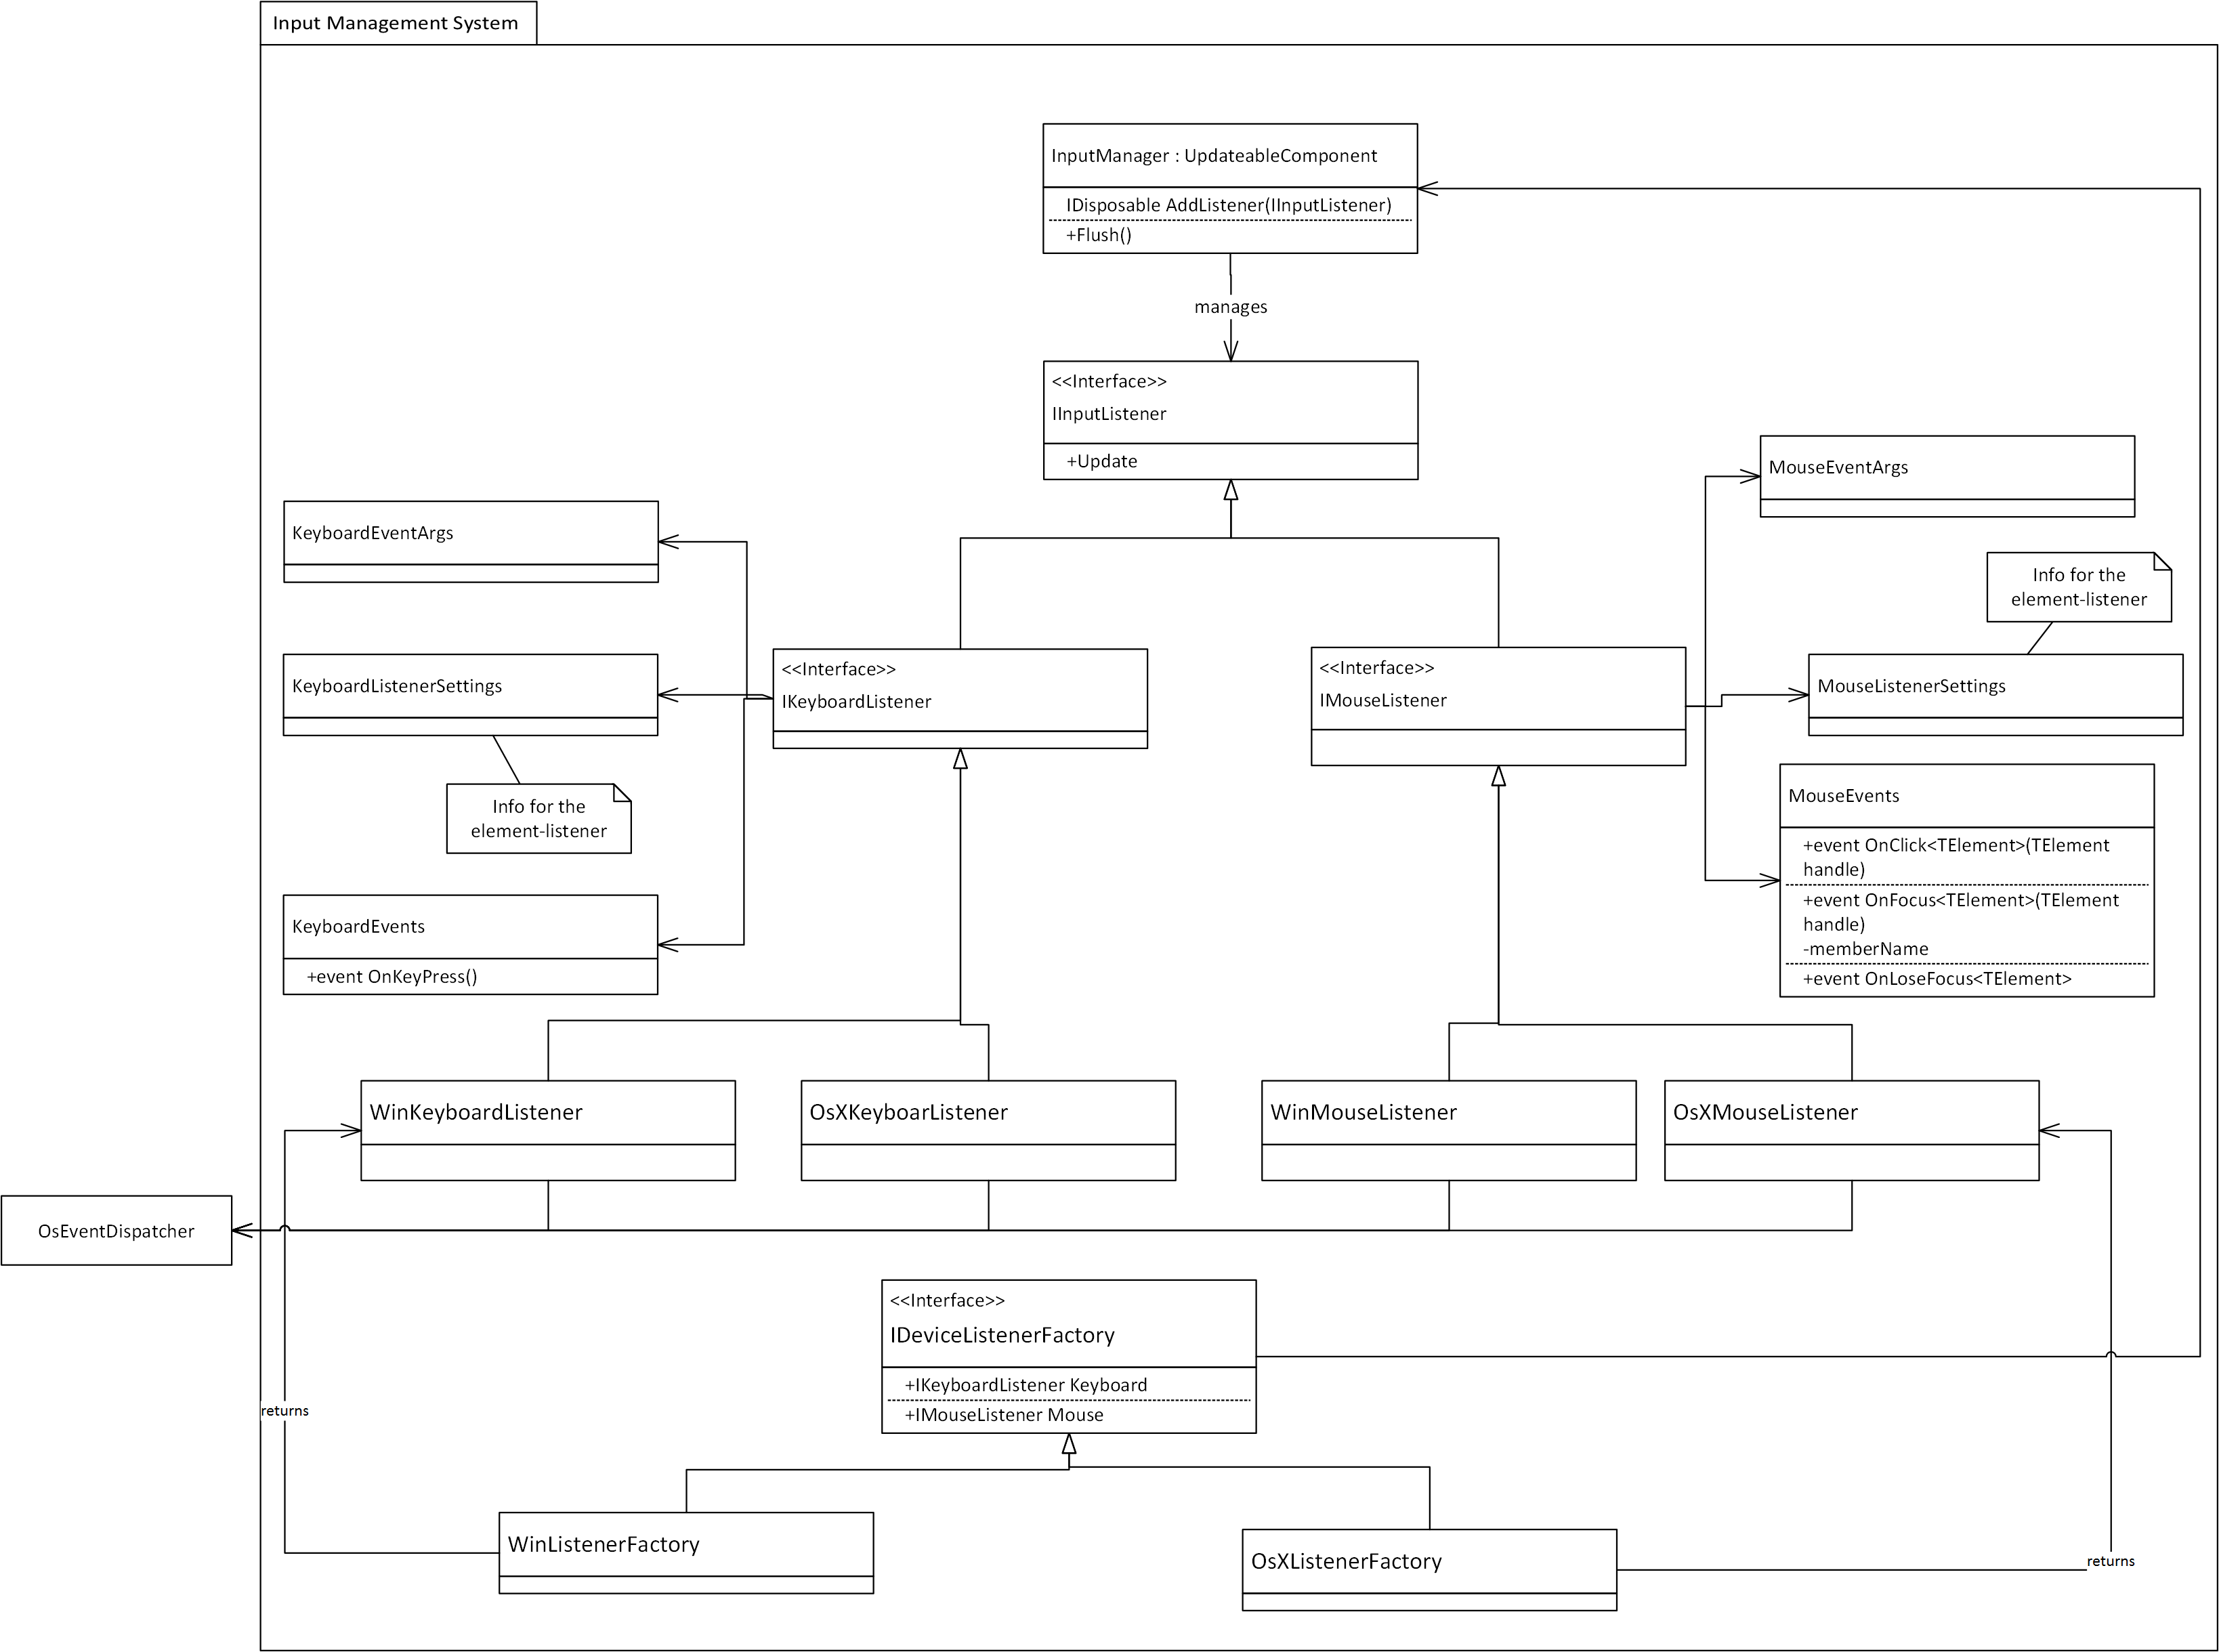 Input Management System
InputManager : UpdateableComponent
IDisposable AddListener(IInputListener)
+Flush()
manages
<<Interface>>
IInputListener
+Update
MouseEventArgs
KeyboardEventArgs
Info for the
element-listener
<<Interface>>
IKeyboardListener
<<Interface>>
IMouseListener
KeyboardListenerSettings
MouseListenerSettings
Info for the
element-listener
MouseEvents
+event OnClick<TElement>(TElement
handle)
+event OnFocus<TElement>(TElement
handle)
-memberName
+event OnLoseFocus<TElement>
KeyboardEvents
+event OnKeyPress()
WinKeyboardListener
OsXKeyboarListener
WinMouseListener
OsXMouseListener
OsEventDispatcher
<<Interface>>
IDeviceListenerFactory
+IKeyboardListener Keyboard
+IMouseListener Mouse
returns
WinListenerFactory
OsXListenerFactory
returns